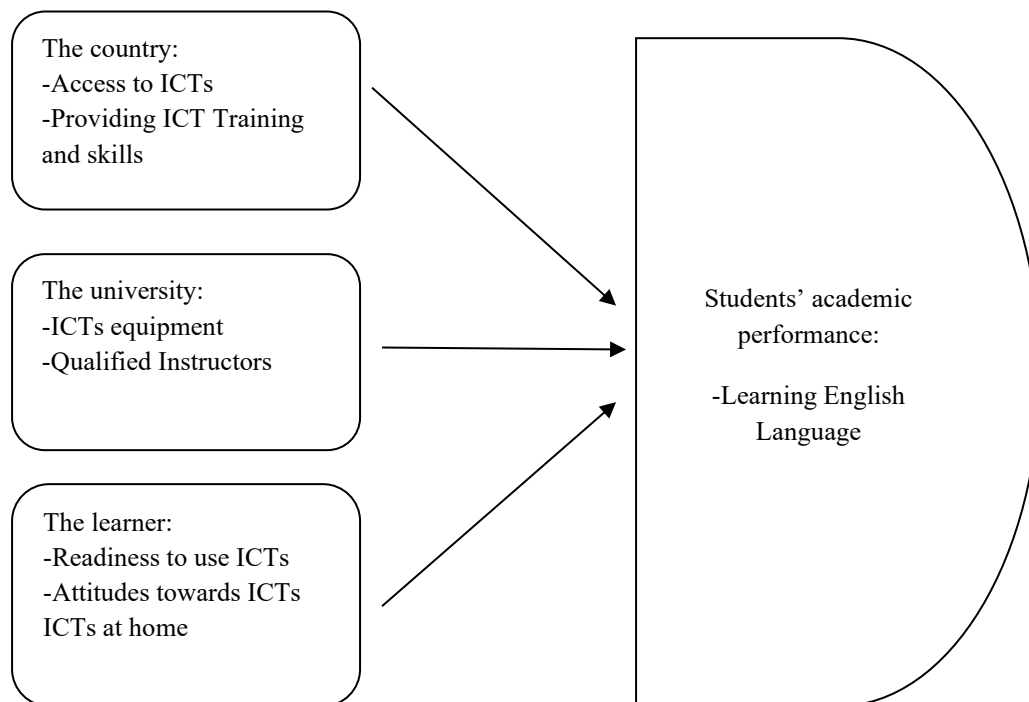 The country:
-Access to ICTs
-Providing ICT Training
and skills
The university:
-ICTs equipment
-Qualified Instructors
The learner:
-Readiness to use ICTs
-Attitudes towards ICTs
ICTs at home
Students’ academic
performance:
-Learning English
Language